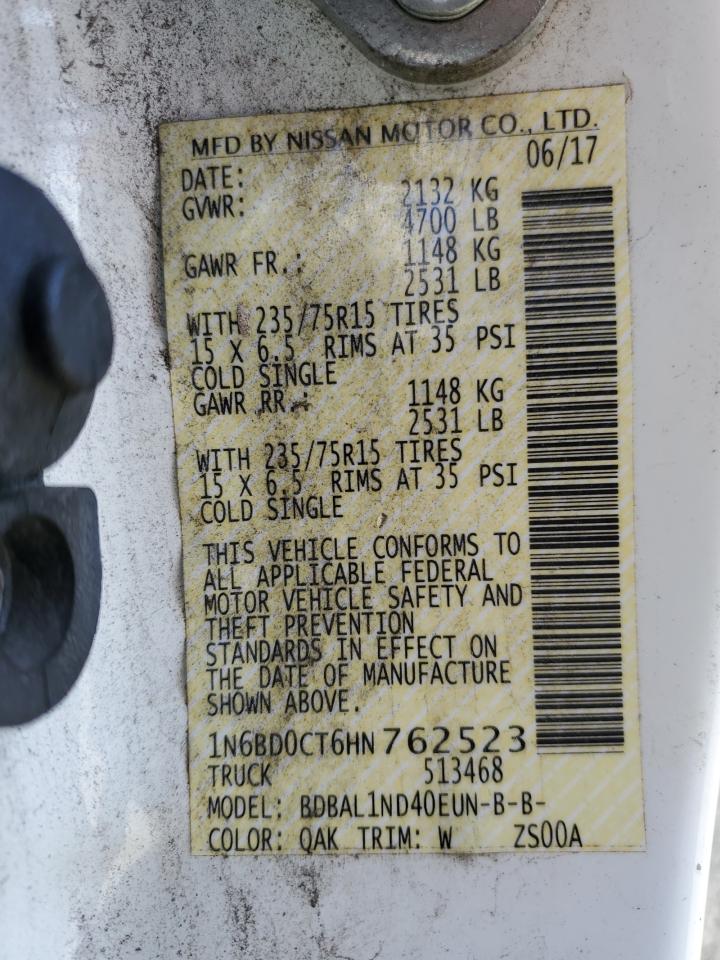 MFD BY NISSAN MOTOR CO., LTD.
DATE: 06/17
GVWR: 2132 KG
4700 LB
GAWR FR.: 1148 KG
2531 LB
WITH 235/75R15 TIRES
15 X 6.5 RIMS AT 35 PSI
COLD SINGLE
GAWR RR.: 1148 KG
2531 LB
WITH 235/75R15 TIRES
15 X 6.5 RIMS AT 35 PSI
COLD SINGLE
THIS VEHICLE CONFORMS TO
ALL APPLICABLE FEDERAL
MOTOR VEHICLE SAFETY AND
THEFT PREVENTION
STANDARDS IN EFFECT ON
THE DATE OF MANUFACTURE
SHOWN ABOVE.
1N6BD0CT6HN762523
TRUCK 513468
MODEL: BDBAL1ND40EUN-B-B-
COLOR: QAK TRIM: W ZS00A